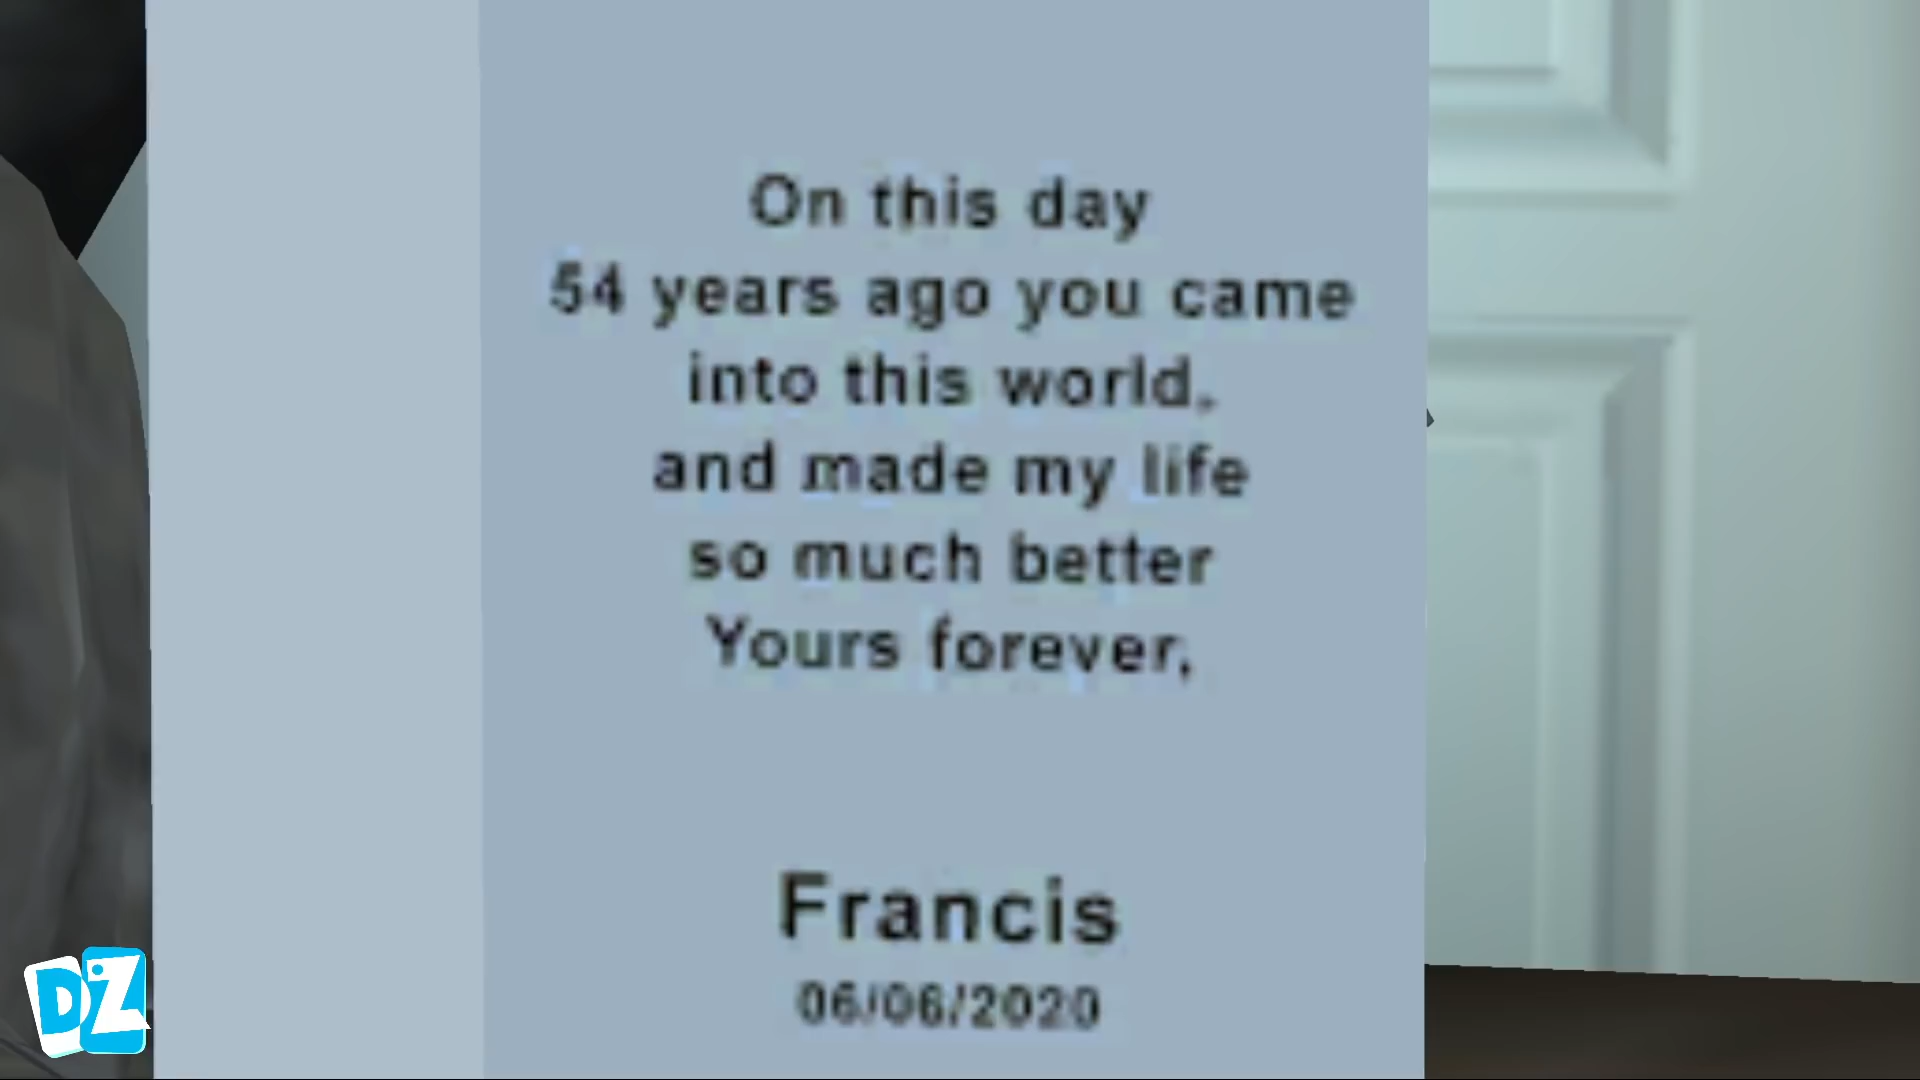 On this day
54 years ago you came
into this world,
and made my life
so much better
Yours forever,
Francis
06/06/2020
DiZ